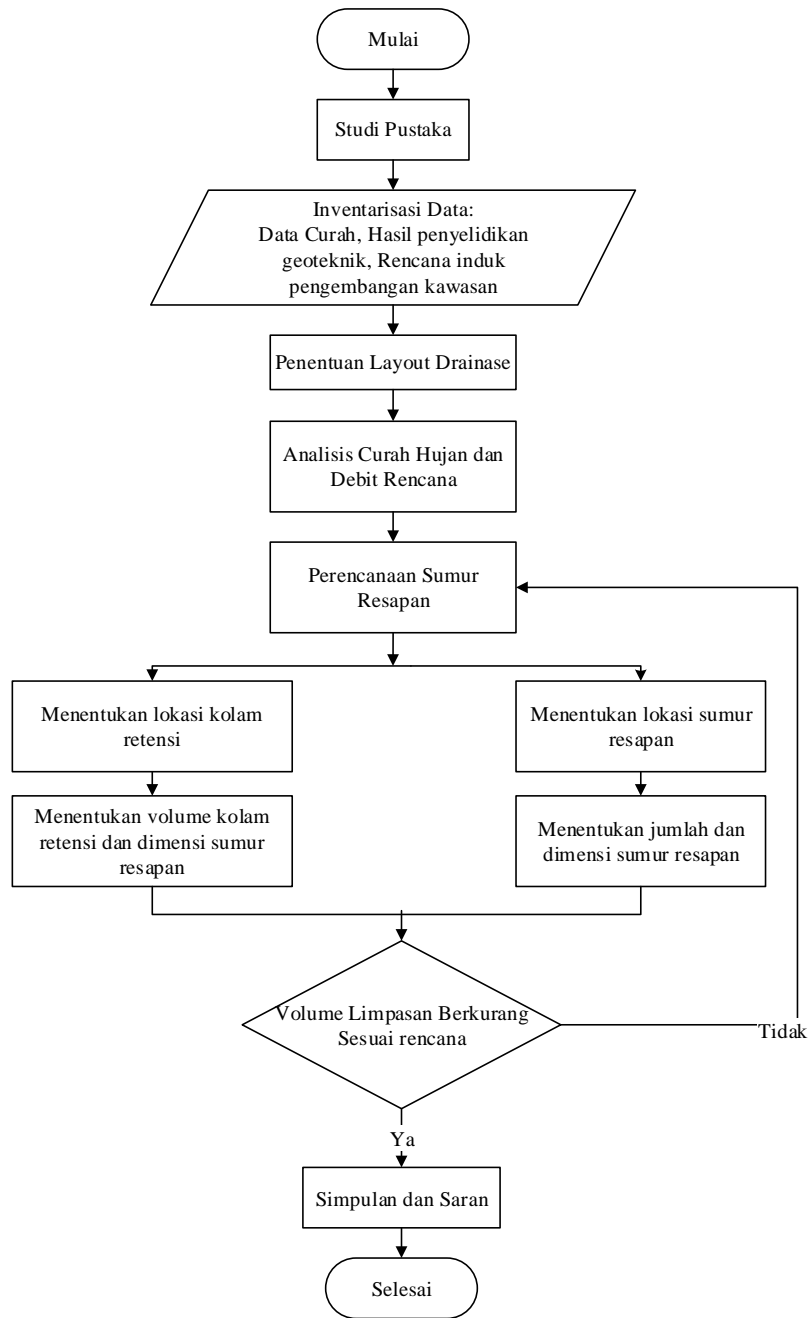 Mulai
Studi Pustaka
Inventarisasi Data:
Data Curah, Hasil penyelidikan
geoteknik, Rencana induk
pengembangan kawasan
Penentuan Layout Drainase
Analisis Curah Hujan dan
Debit Rencana
Perencanaan Sumur
Resapan
Menentukan lokasi kolam
retensi
Menentukan volume kolam
retensi dan dimensi sumur
resapan
Menentukan lokasi sumur
resapan
Menentukan jumlah dan
dimensi sumur resapan
Volume Limpasan Berkurang
Sesuai rencana
Tidak
Ya
Simpulan dan Saran
Selesai